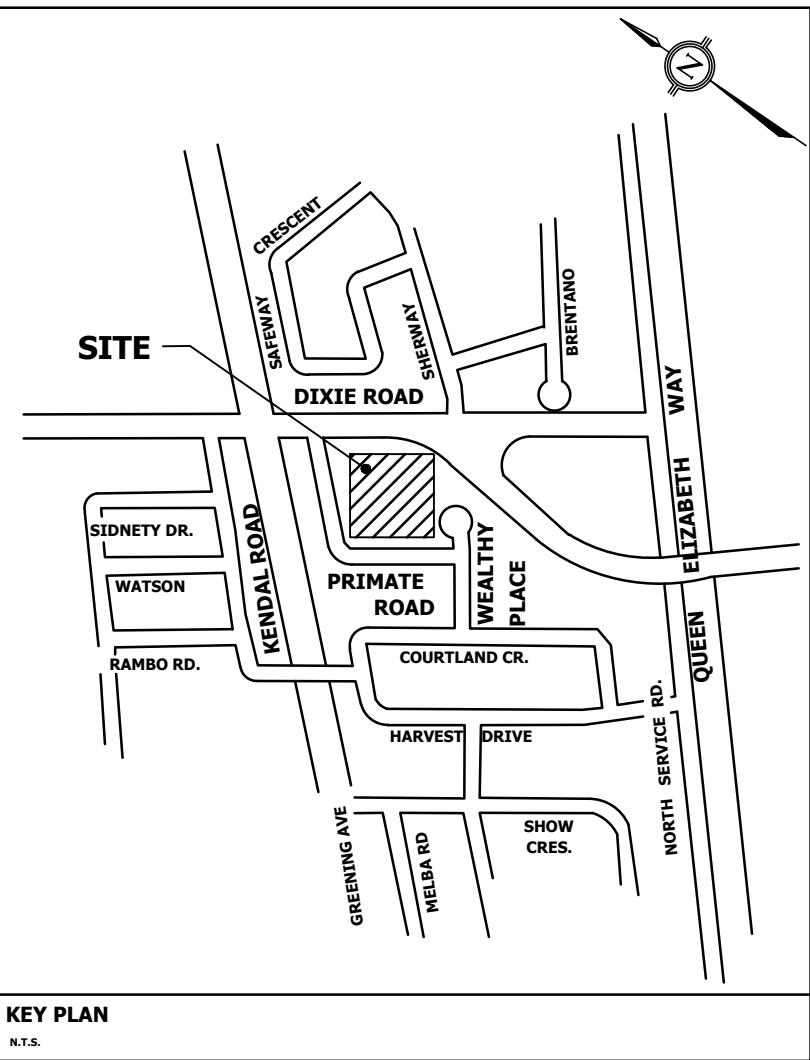 N
CRESCENT
SAFEWAY
SHERWAY
BRENTANO
SITE
DIXIE ROAD
QUEEN ELIZABETH WAY
SIDNETY DR.
WATSON
RAMBO RD.
KENDAL ROAD
PRIMATE
ROAD
WEALTHY
PLACE
COURTLAND CR.
HARVEST DRIVE
NORTH SERVICE RD.
GREENING AVE
MELBA RD
SHOW
CRES.
KEY PLAN
N.T.S.